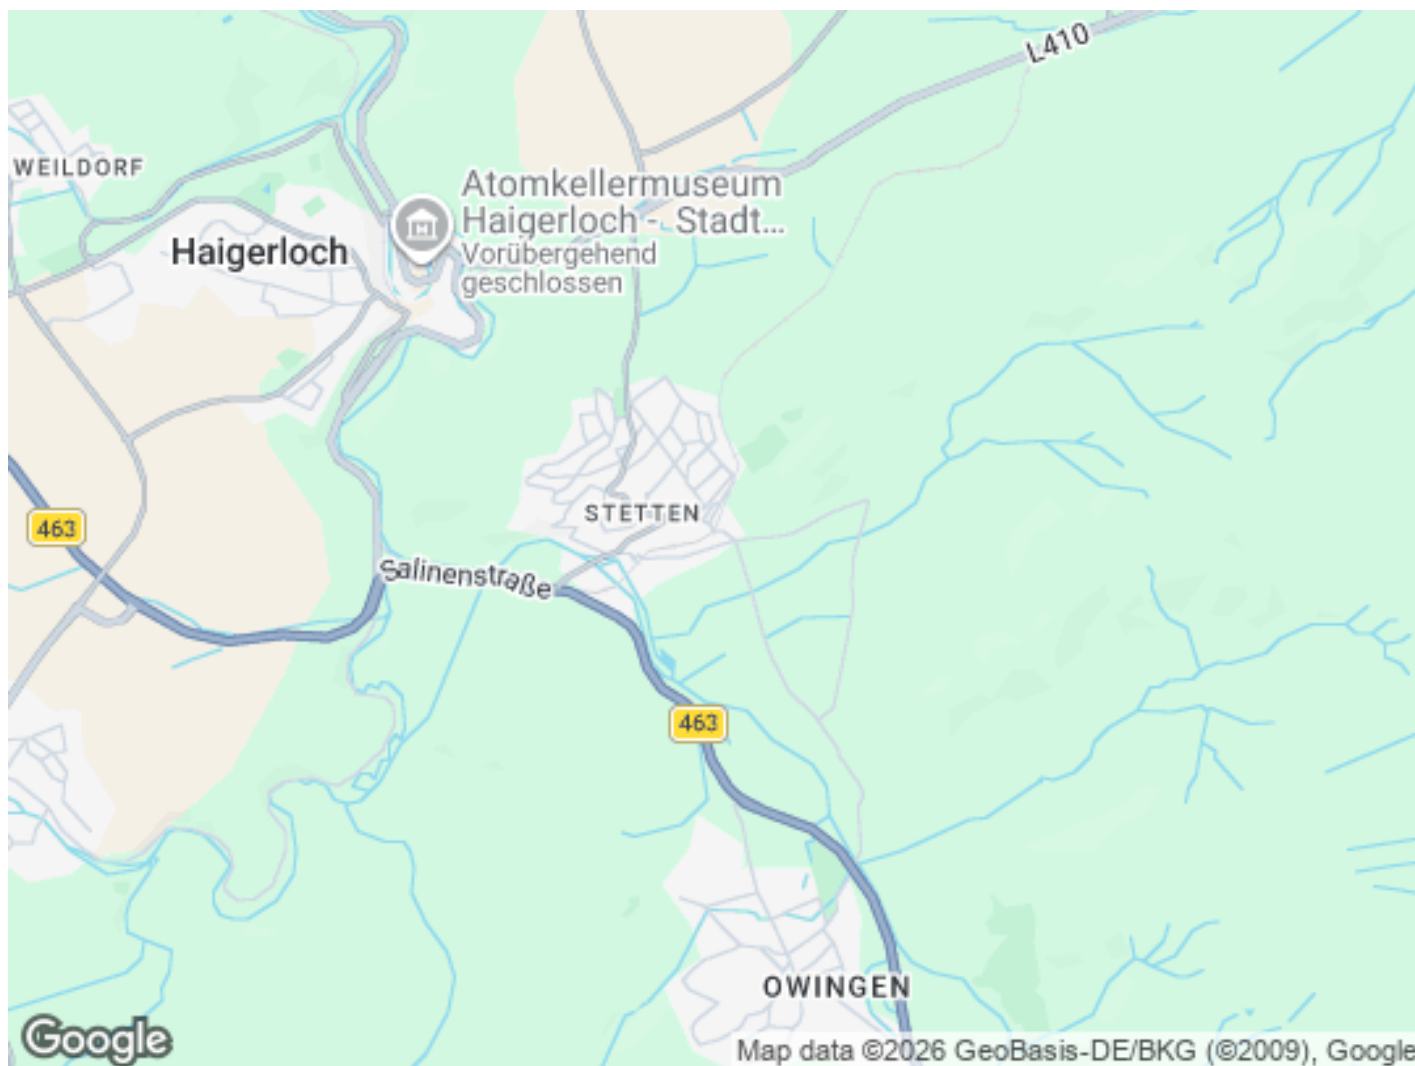 L410
WEILDORF
Atomkellermuseum
Haigerloch - Stadt...
Vorübergehend
geschlossen
Haigerloch
STETTEN
463
Salinenstraße
463
OWINGEN
Google
Map data ©2026 GeoBasis-DE/BKG (©2009), Google